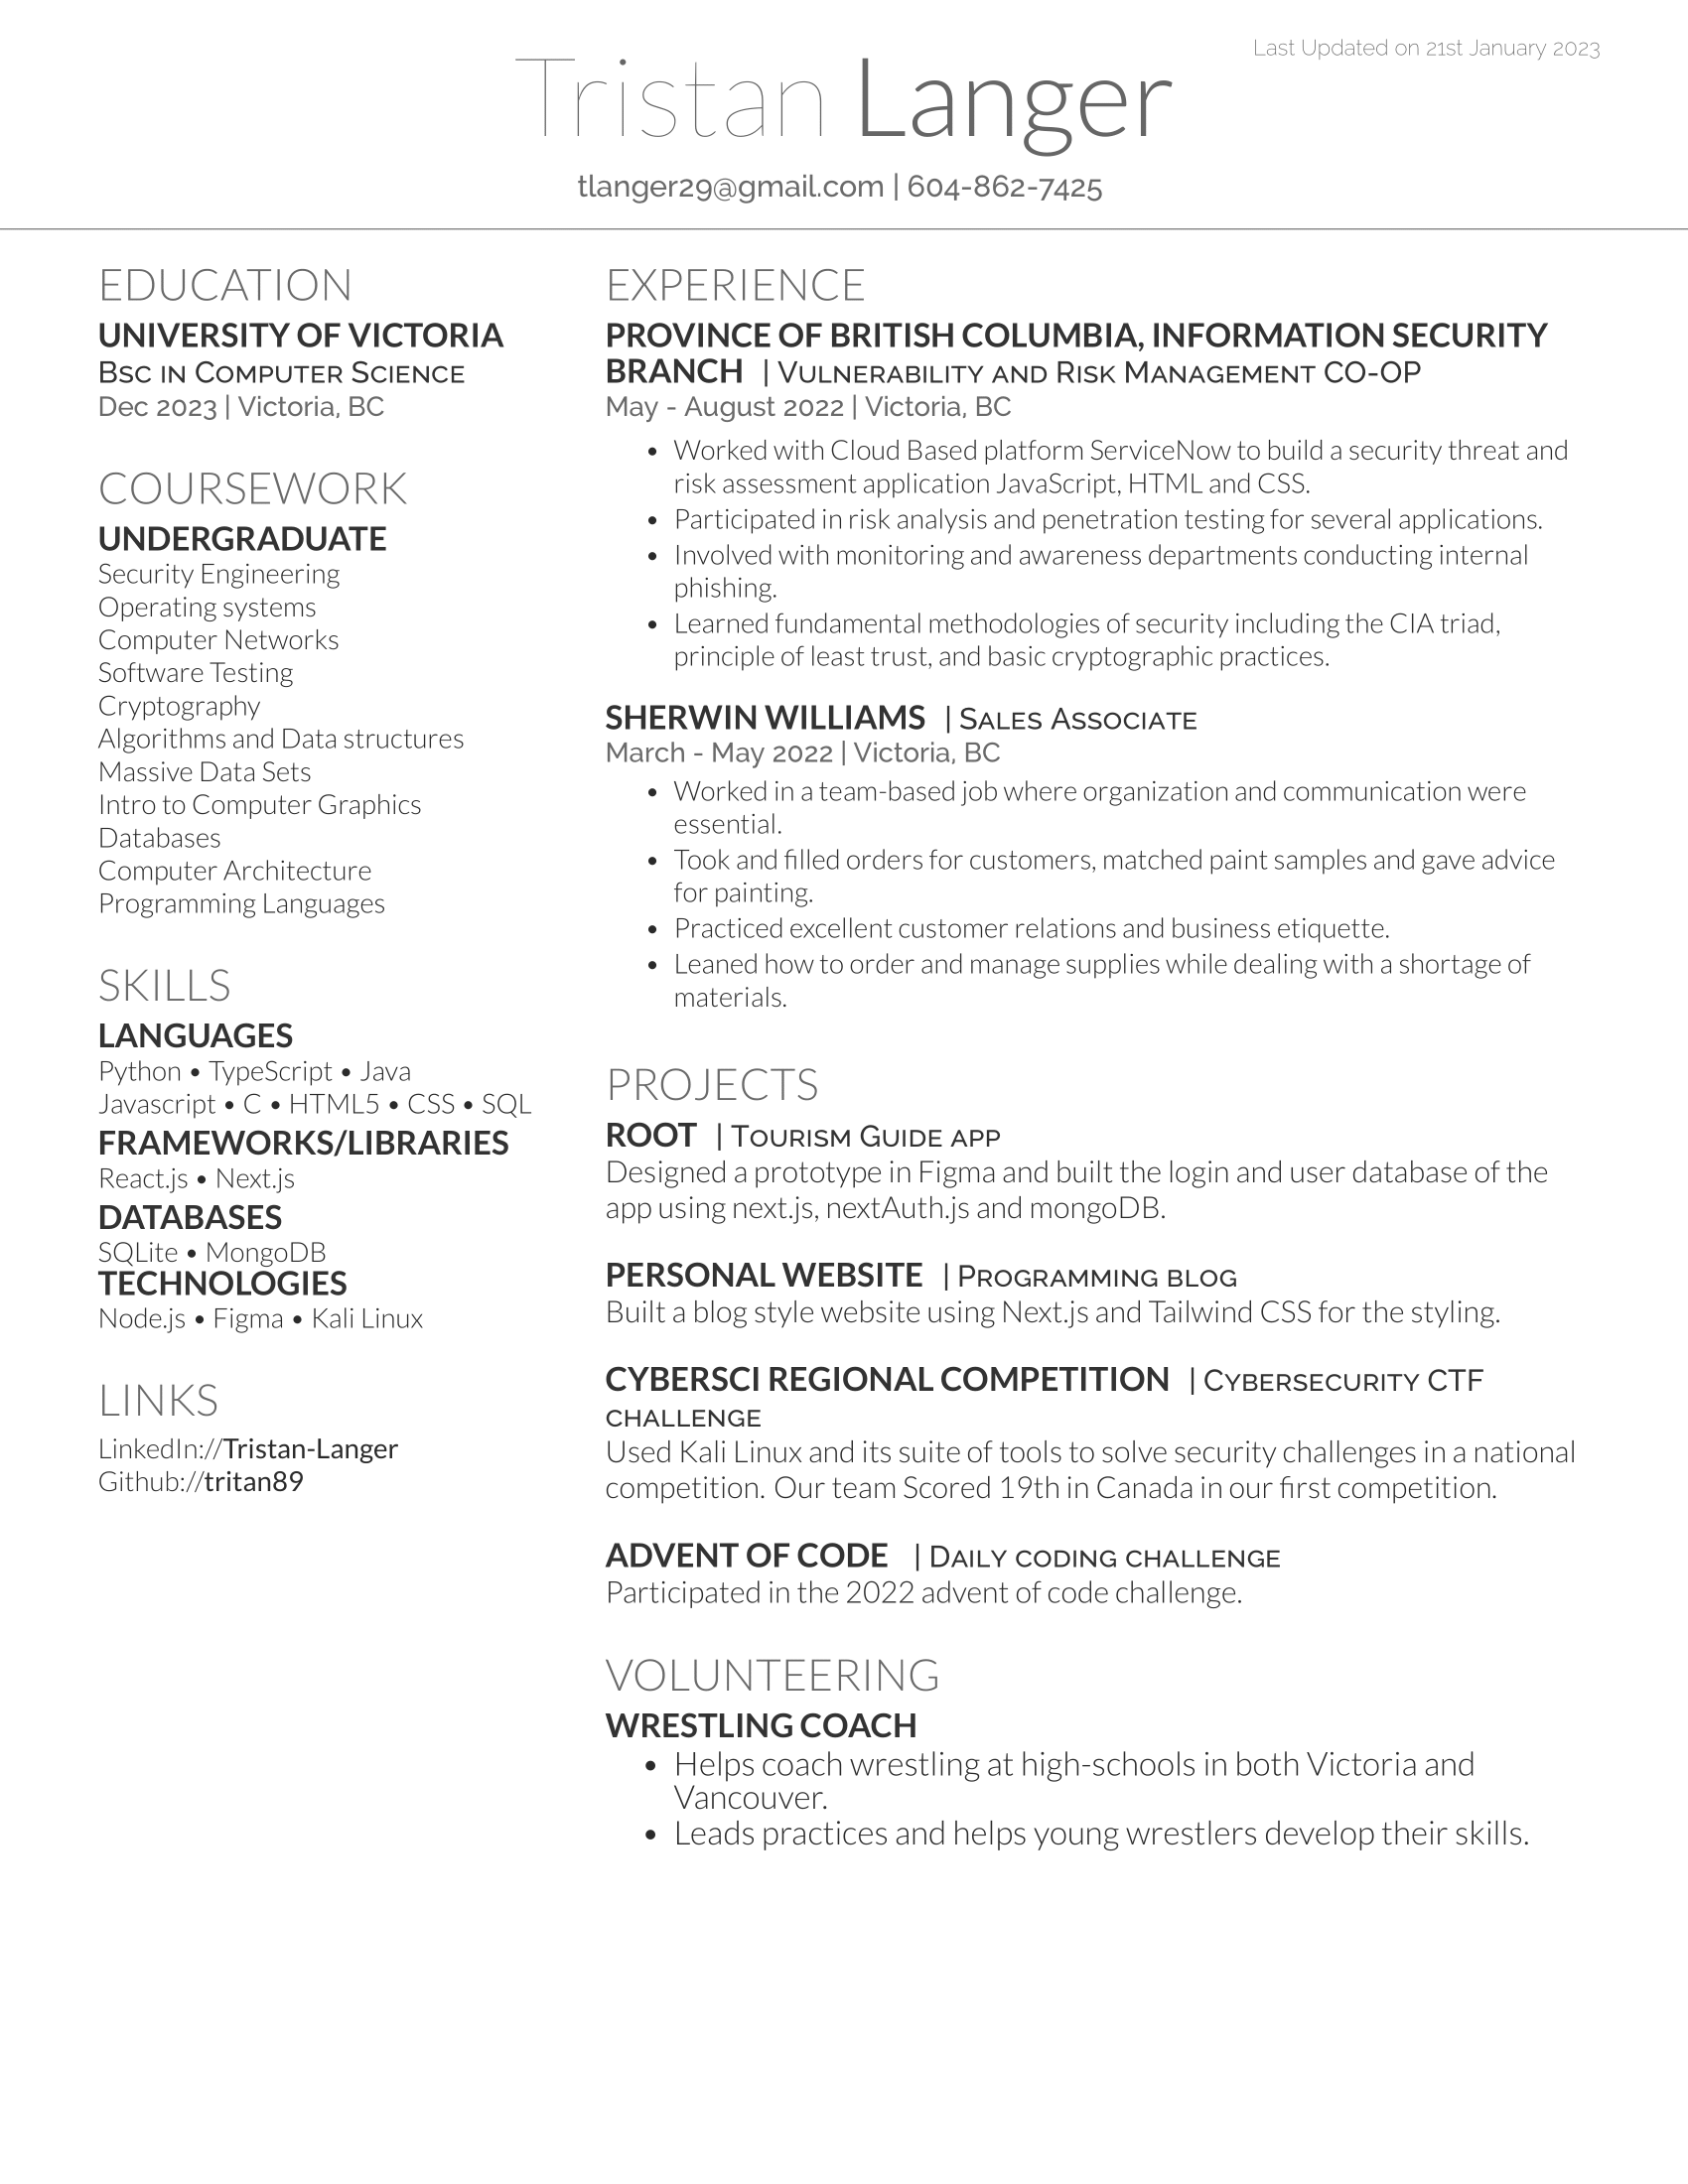 Last Updated on 21st January 2023
Tristan Langer
tlanger29@gmail.com | 604-862-7425
EDUCATION
UNIVERSITY OF VICTORIA
Bsc in Computer Science
Dec 2023 | Victoria, BC
COURSEWORK
UNDERGRADUATE
Security Engineering
Operating systems
Computer Networks
Software Testing
Cryptography
Algorithms and Data structures
Massive Data Sets
Intro to Computer Graphics
Databases
Computer Architecture
Programming Languages
SKILLS
LANGUAGES
Python • TypeScript • Java
Javascript • C • HTML5 • CSS • SQL
FRAMEWORKS/LIBRARIES
React.js • Next.js
DATABASES
SQLite • MongoDB
TECHNOLOGIES
Node.js • Figma • Kali Linux
LINKS
LinkedIn://Tristan-Langer
Github://tritan89
EXPERIENCE
PROVINCE OF BRITISH COLUMBIA, INFORMATION SECURITY
BRANCH | Vulnerability and Risk Management CO-OP
May - August 2022 | Victoria, BC
• Worked with Cloud Based platform ServiceNow to build a security threat and
risk assessment application JavaScript, HTML and CSS.
• Participated in risk analysis and penetration testing for several applications.
• Involved with monitoring and awareness departments conducting internal
phishing.
• Learned fundamental methodologies of security including the CIA triad,
principle of least trust, and basic cryptographic practices.
SHERWIN WILLIAMS | Sales Associate
March - May 2022 | Victoria, BC
• Worked in a team-based job where organization and communication were
essential.
• Took and filled orders for customers, matched paint samples and gave advice
for painting.
• Practiced excellent customer relations and business etiquette.
• Leaned how to order and manage supplies while dealing with a shortage of
materials.
PROJECTS
ROOT | Tourism Guide app
Designed a prototype in Figma and built the login and user database of the
app using next.js, nextAuth.js and mongoDB.
PERSONAL WEBSITE | Programming blog
Built a blog style website using Next.js and Tailwind CSS for the styling.
CYBERSCI REGIONAL COMPETITION | Cybersecurity CTF
challenge
Used Kali Linux and its suite of tools to solve security challenges in a national
competition. Our team Scored 19th in Canada in our first competition.
ADVENT OF CODE | Daily coding challenge
Participated in the 2022 advent of code challenge.
VOLUNTEERING
WRESTLING COACH
• Helps coach wrestling at high-schools in both Victoria and
Vancouver.
• Leads practices and helps young wrestlers develop their skills.